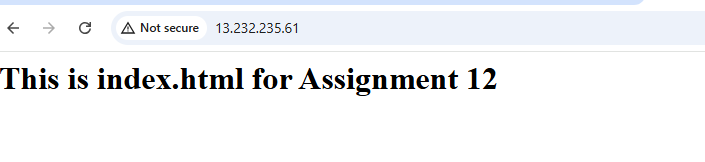 Not secure 13.232.235.61
This is index.html for Assignment 12